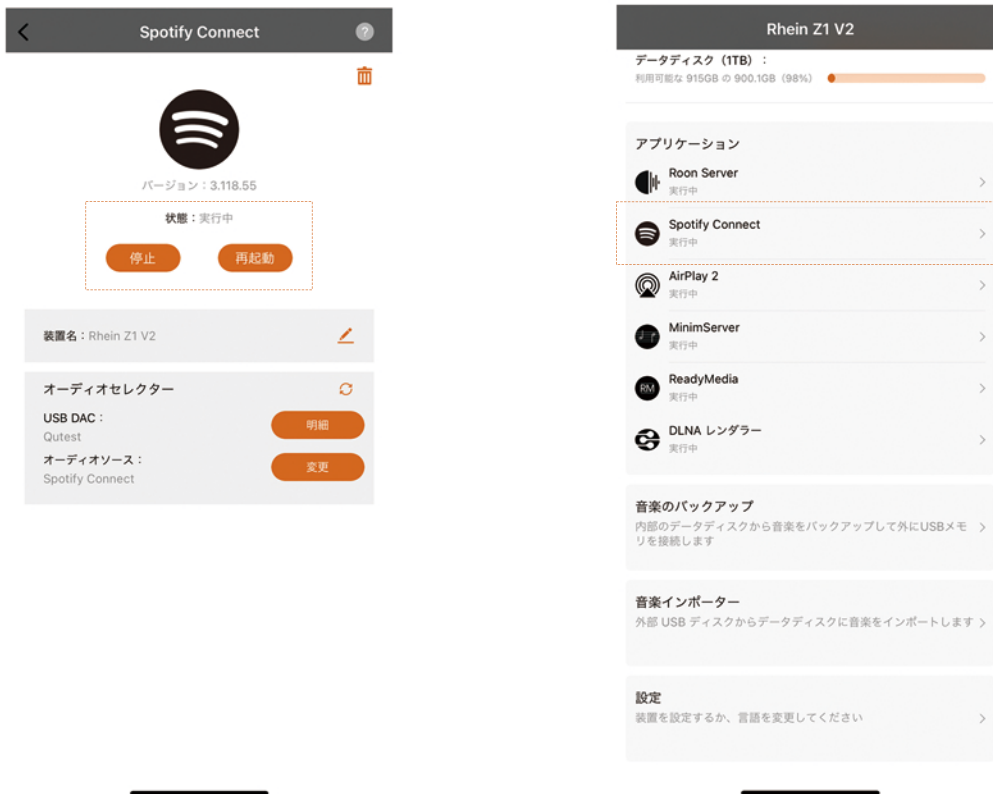 Spotify Connect
?
バージョン：3.118.55
状態：実行中
停止
再起動
装置名：Rhein Z1 V2
オーディオセレクター
USB DAC：
Qutest
明細
オーディオソース：
Spotify Connect
変更
Rhein Z1 V2
データディスク（1TB）：
利用可能な 915GB の 900.1GB（98%）
アプリケーション
Roon Server
実行中
Spotify Connect
実行中
AirPlay 2
実行中
MinimServer
実行中
RM
ReadyMedia
実行中
DLNA レンダラー
実行中
音楽のバックアップ
内部のデータディスクから音楽をバックアップして外にUSBメモ
リを接続します
音楽インポーター
外部 USB ディスクからデータディスクに音楽をインポートします
設定
装置を設定するか、言語を変更してください